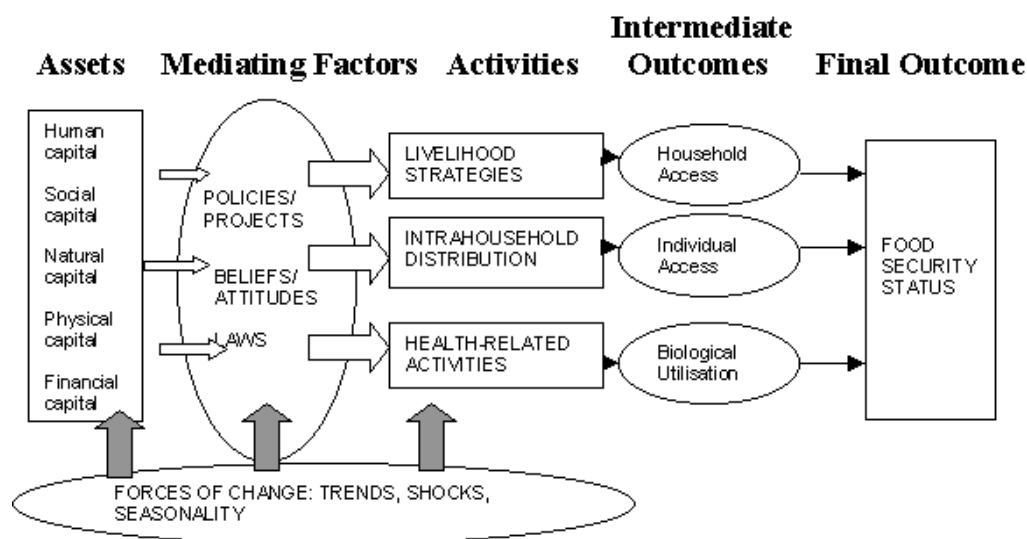 Intermediate
Assets Mediating Factors Activities Outcomes Final Outcome
Human
capital
Social
capital
Natural
capital
Physical
capital
Financial
capital
POLICIES/
PROJECTS
BELIEFS/
ATTITUDES
LAWS
LIVELIHOOD
STRATEGIES
INTRAHOUSEHOLD
DISTRIBUTION
HEALTH-RELATED
ACTIVITIES
Household
Access
Individual
Access
Biological
Utilisation
FOOD
SECURITY
STATUS
FORCES OF CHANGE: TRENDS, SHOCKS,
SEASONALITY